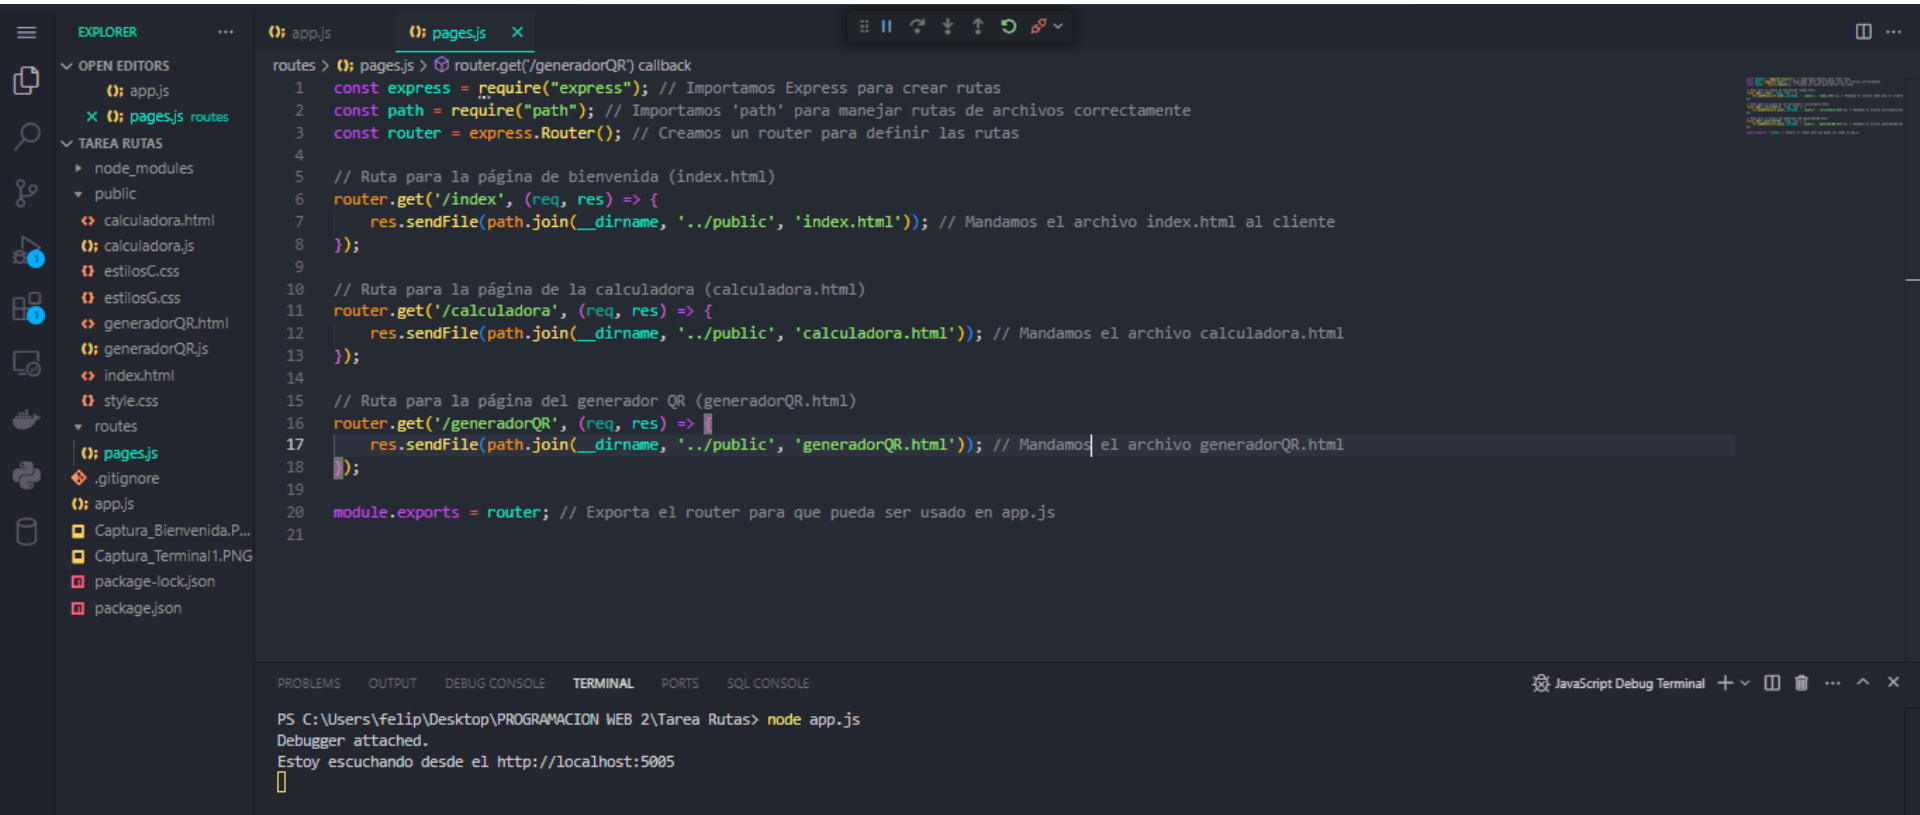 EXPLORER
OPEN EDITORS
app.js
pages.js routes
TAREA RUTAS
node_modules
public
calculadora.html
calculadora.js
estilosC.css
estilosG.css
generadorQR.html
generadorQR.js
index.html
style.css
routes
pages.js
.gitignore
app.js
Captura_Bienvenida.P...
Captura_Terminal1.PNG
package-lock.json
package.json
1
1
app.js
pages.js
routes > pages.js > router.get('/generadorQR') callback
1 const express = require("express"); // Importamos Express para crear rutas
2 const path = require("path"); // Importamos 'path' para manejar rutas de archivos correctamente
3 const router = express.Router(); // Creamos un router para definir las rutas
4
5 // Ruta para la página de bienvenida (index.html)
6 router.get('/index', (req, res) => {
7 res.sendFile(path.join(__dirname, '../public', 'index.html')); // Mandamos el archivo index.html al cliente
8 });
9
10 // Ruta para la página de la calculadora (calculadora.html)
11 router.get('/calculadora', (req, res) => {
12 res.sendFile(path.join(__dirname, '../public', 'calculadora.html')); // Mandamos el archivo calculadora.html
13 });
14
15 // Ruta para la página del generador QR (generadorQR.html)
16 router.get('/generadorQR', (req, res) => {
17 res.sendFile(path.join(__dirname, '../public', 'generadorQR.html')); // Mandamos el archivo generadorQR.html
18 });
19
20 module.exports = router; // Exporta el router para que pueda ser usado en app.js
21
PROBLEMS OUTPUT DEBUG CONSOLE TERMINAL PORTS SQL CONSOLE
JavaScript Debug Terminal
PS C:\Users\felip\Desktop\PROGRAMACION WEB 2\Tarea Rutas> node app.js
Debugger attached.
Estoy escuchando desde el http://localhost:5005